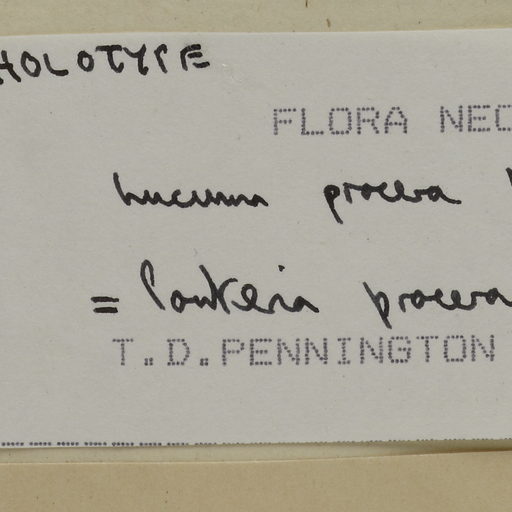 HOLOTYPE
FLORA NEO
Lucuma procera
= Pouteria procera
T.D.PENNINGTON